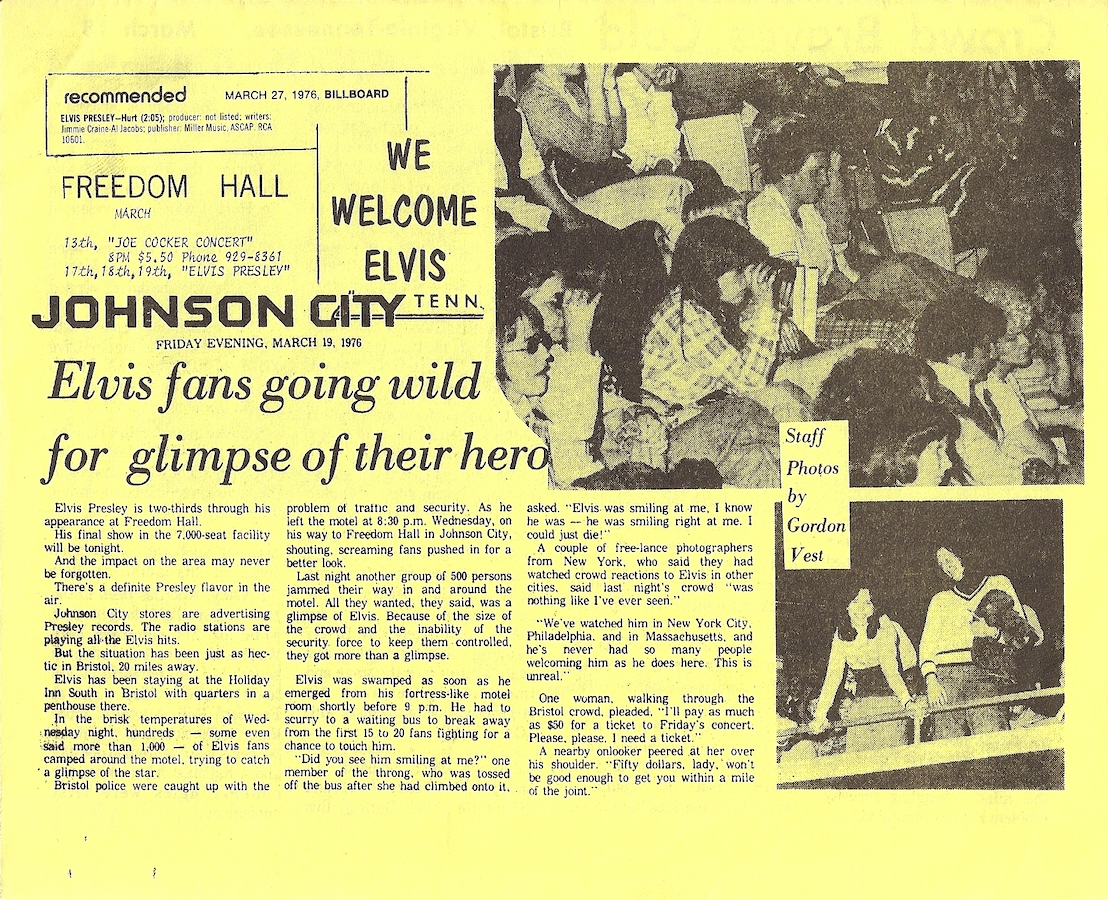 recommended
MARCH 27, 1976, BILLBOARD
ELVIS PRESLEY—Hurt (2:05); producer: not listed; writers:
Jimmie Craine-Al Jacobs; publisher: Miller Music, ASCAP. RCA
10601.
FREEDOM HALL
MARCH
13th, "JOE COCKER CONCERT"
8PM $5.50 Phone 929-8361
17th,18th,19th, "ELVIS PRESLEY"
WE
WELCOME
ELVIS
JOHNSON CITY TENN.
FRIDAY EVENING, MARCH 19, 1976
Elvis fans going wild
for glimpse of their hero
Elvis Presley is two-thirds through his
appearance at Freedom Hall.
His final show in the 7,000-seat facility
will be tonight.
And the impact on the area may never
be forgotten.
There's a definite Presley flavor in the
air.
Johnson City stores are advertising
Presley records. The radio stations are
playing all the Elvis hits.
But the situation has been just as hec-
tic in Bristol, 20 miles away.
Elvis has been staying at the Holiday
Inn South in Bristol with quarters in a
penthouse there.
In the brisk temperatures of Wed-
nesday night, hundreds — some even
said more than 1,000 — of Elvis fans
camped around the motel, trying to catch
a glimpse of the star.
Bristol police were caught up with the
problem of traffic and security. As he
left the motel at 8:30 p.m. Wednesday, on
his way to Freedom Hall in Johnson City,
shouting, screaming fans pushed in for a
better look.
Last night another group of 500 persons
jammed their way in and around the
motel. All they wanted, they said, was a
glimpse of Elvis. Because of the size of
the crowd and the inability of the
security force to keep them controlled,
they got more than a glimpse.
Elvis was swamped as soon as he
emerged from his fortress-like motel
room shortly before 9 p.m. He had to
scurry to a waiting bus to break away
from the first 15 to 20 fans fighting for a
chance to touch him.
"Did you see him smiling at me?" one
member of the throng, who was tossed
off the bus after she had climbed onto it,
asked. "Elvis was smiling at me, I know
he was — he was smiling right at me. I
could just die!"
A couple of free-lance photographers
from New York, who said they had
watched crowd reactions to Elvis in other
cities, said last night's crowd "was
nothing like I've ever seen."
"We've watched him in New York City,
Philadelphia, and in Massachusetts, and
he's never had so many people
welcoming him as he does here. This is
unreal."
One woman, walking through the
Bristol crowd, pleaded, "I'll pay as much
as $50 for a ticket to Friday's concert.
Please, please, I need a ticket."
A nearby onlooker peered at her over
his shoulder. "Fifty dollars, lady, won't
be good enough to get you within a mile
of the joint."
Staff
Photos
by
Gordon
Vest